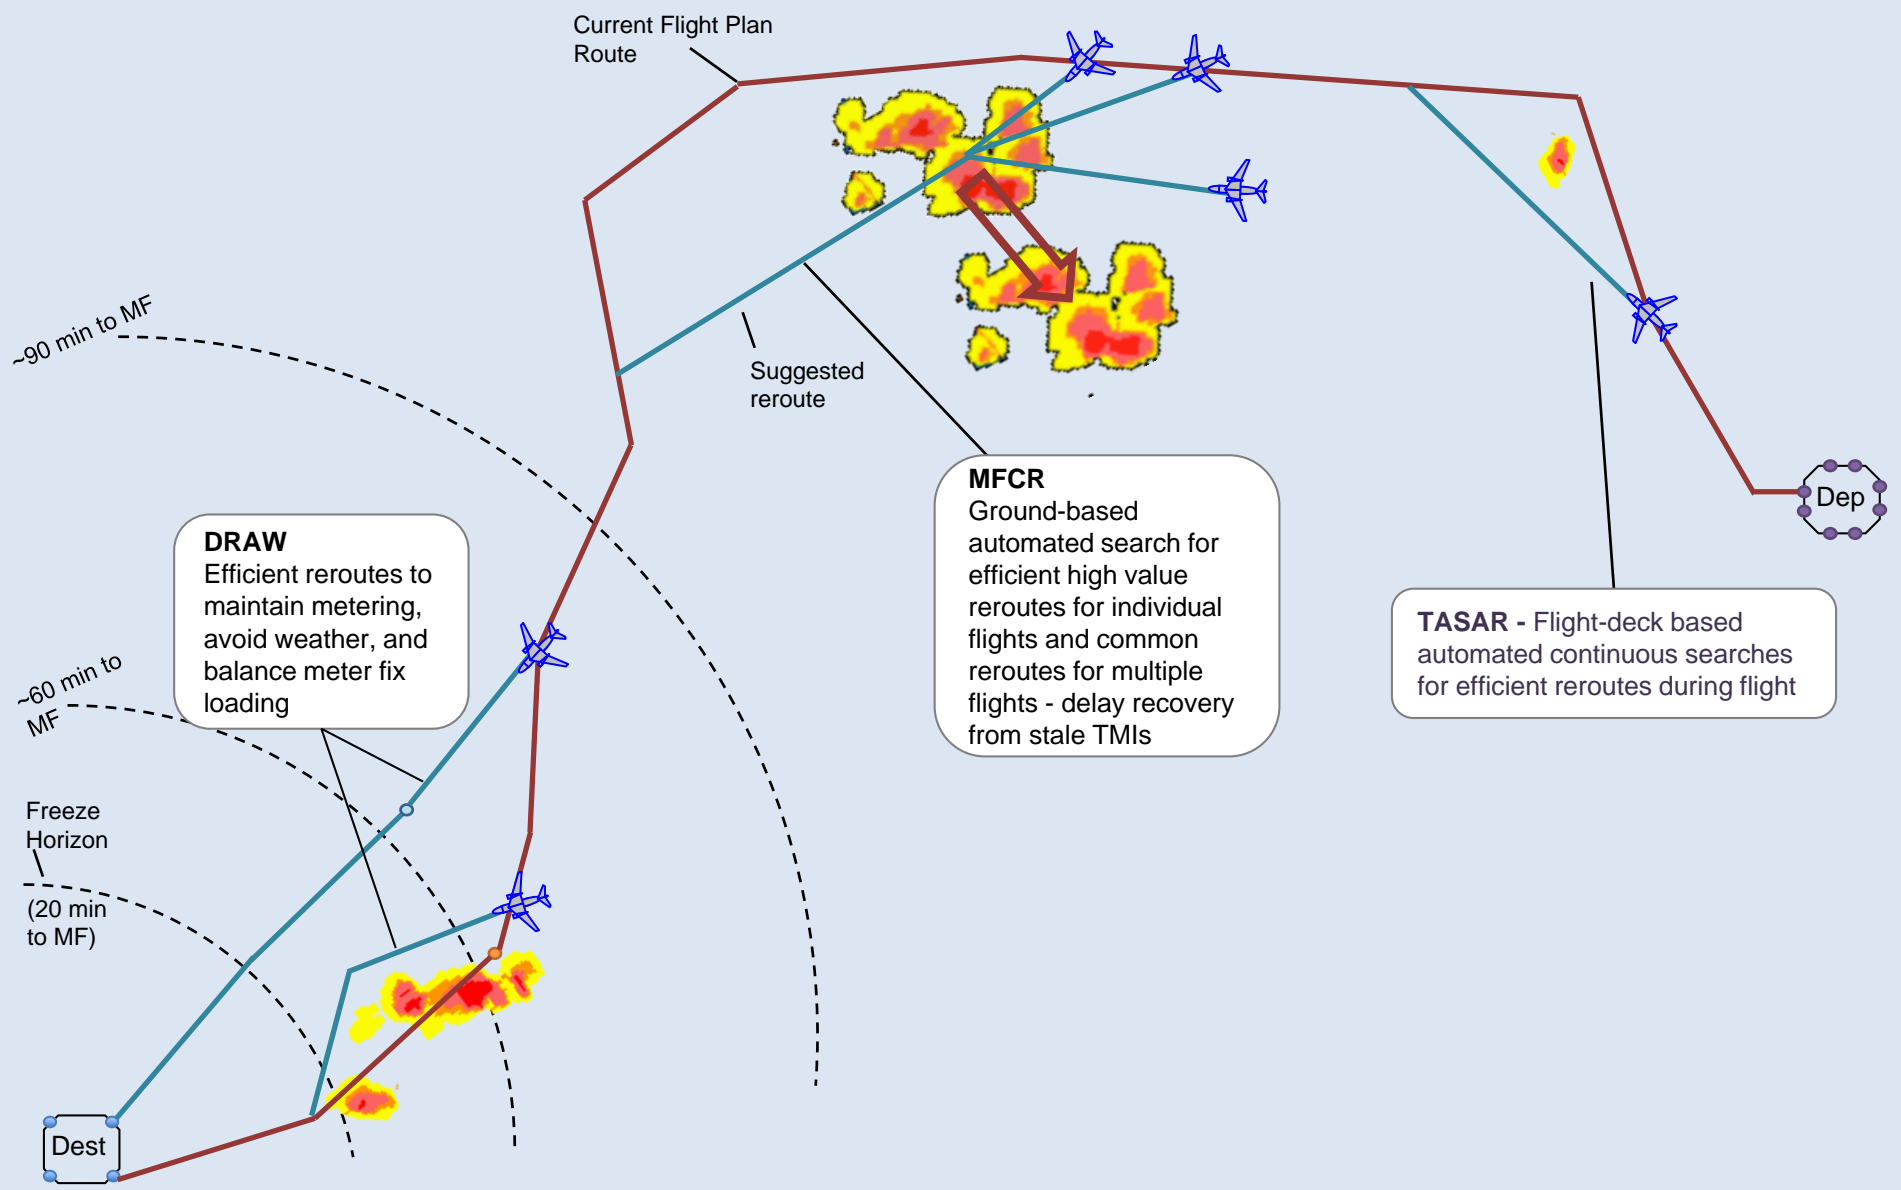 Current Flight Plan
Route
~90 min to MF
Suggested
reroute
MFCR
Ground-based
automated search for
efficient high value
reroutes for individual
flights and common
reroutes for multiple
flights - delay recovery
from stale TMIs
Dep
DRAW
Efficient reroutes to
maintain metering,
avoid weather, and
balance meter fix
loading
TASAR - Flight-deck based
automated continuous searches
for efficient reroutes during flight
~60 min to
MF
Freeze
Horizon
(20 min
to MF)
Dest